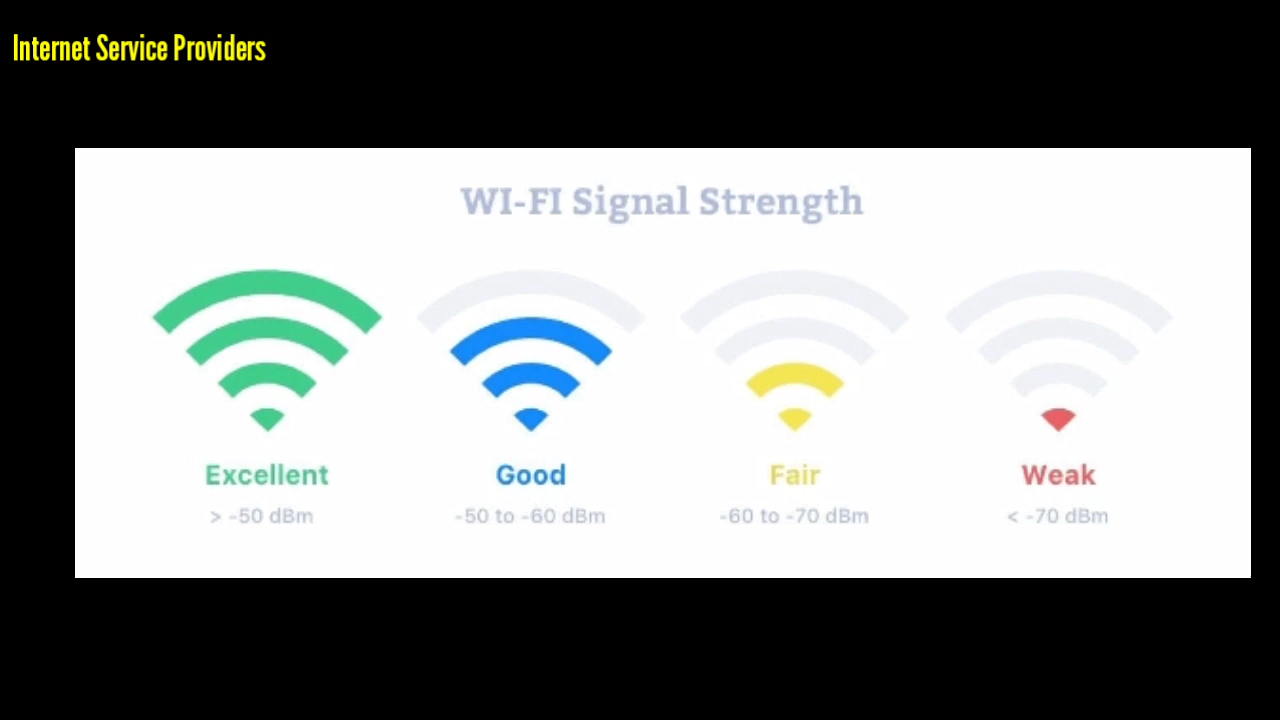 Internet Service Providers
WI-FI Signal Strength
Excellent
Good
Fair
Weak
> -50 dBm
-50 to -60 dBm
-60 to -70 dBm
< -70 dBm